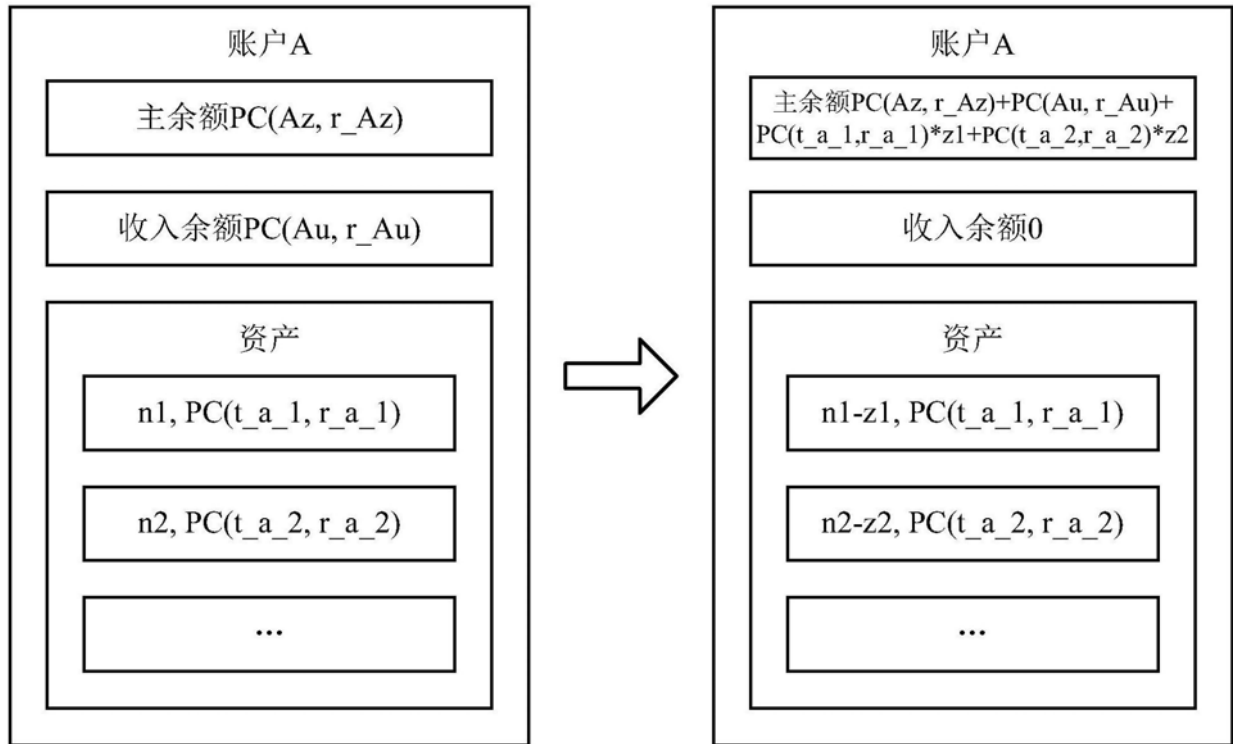 账户A
主余额PC(Az, r_Az)
收入余额PC(Au, r_Au)
资产
n1, PC(t_a_1, r_a_1)
n2, PC(t_a_2, r_a_2)
...
账户A
主余额PC(Az, r_Az)+PC(Au, r_Au)+
PC(t_a_1,r_a_1)*z1+PC(t_a_2,r_a_2)*z2
收入余额0
资产
n1-z1, PC(t_a_1, r_a_1)
n2-z2, PC(t_a_2, r_a_2)
...